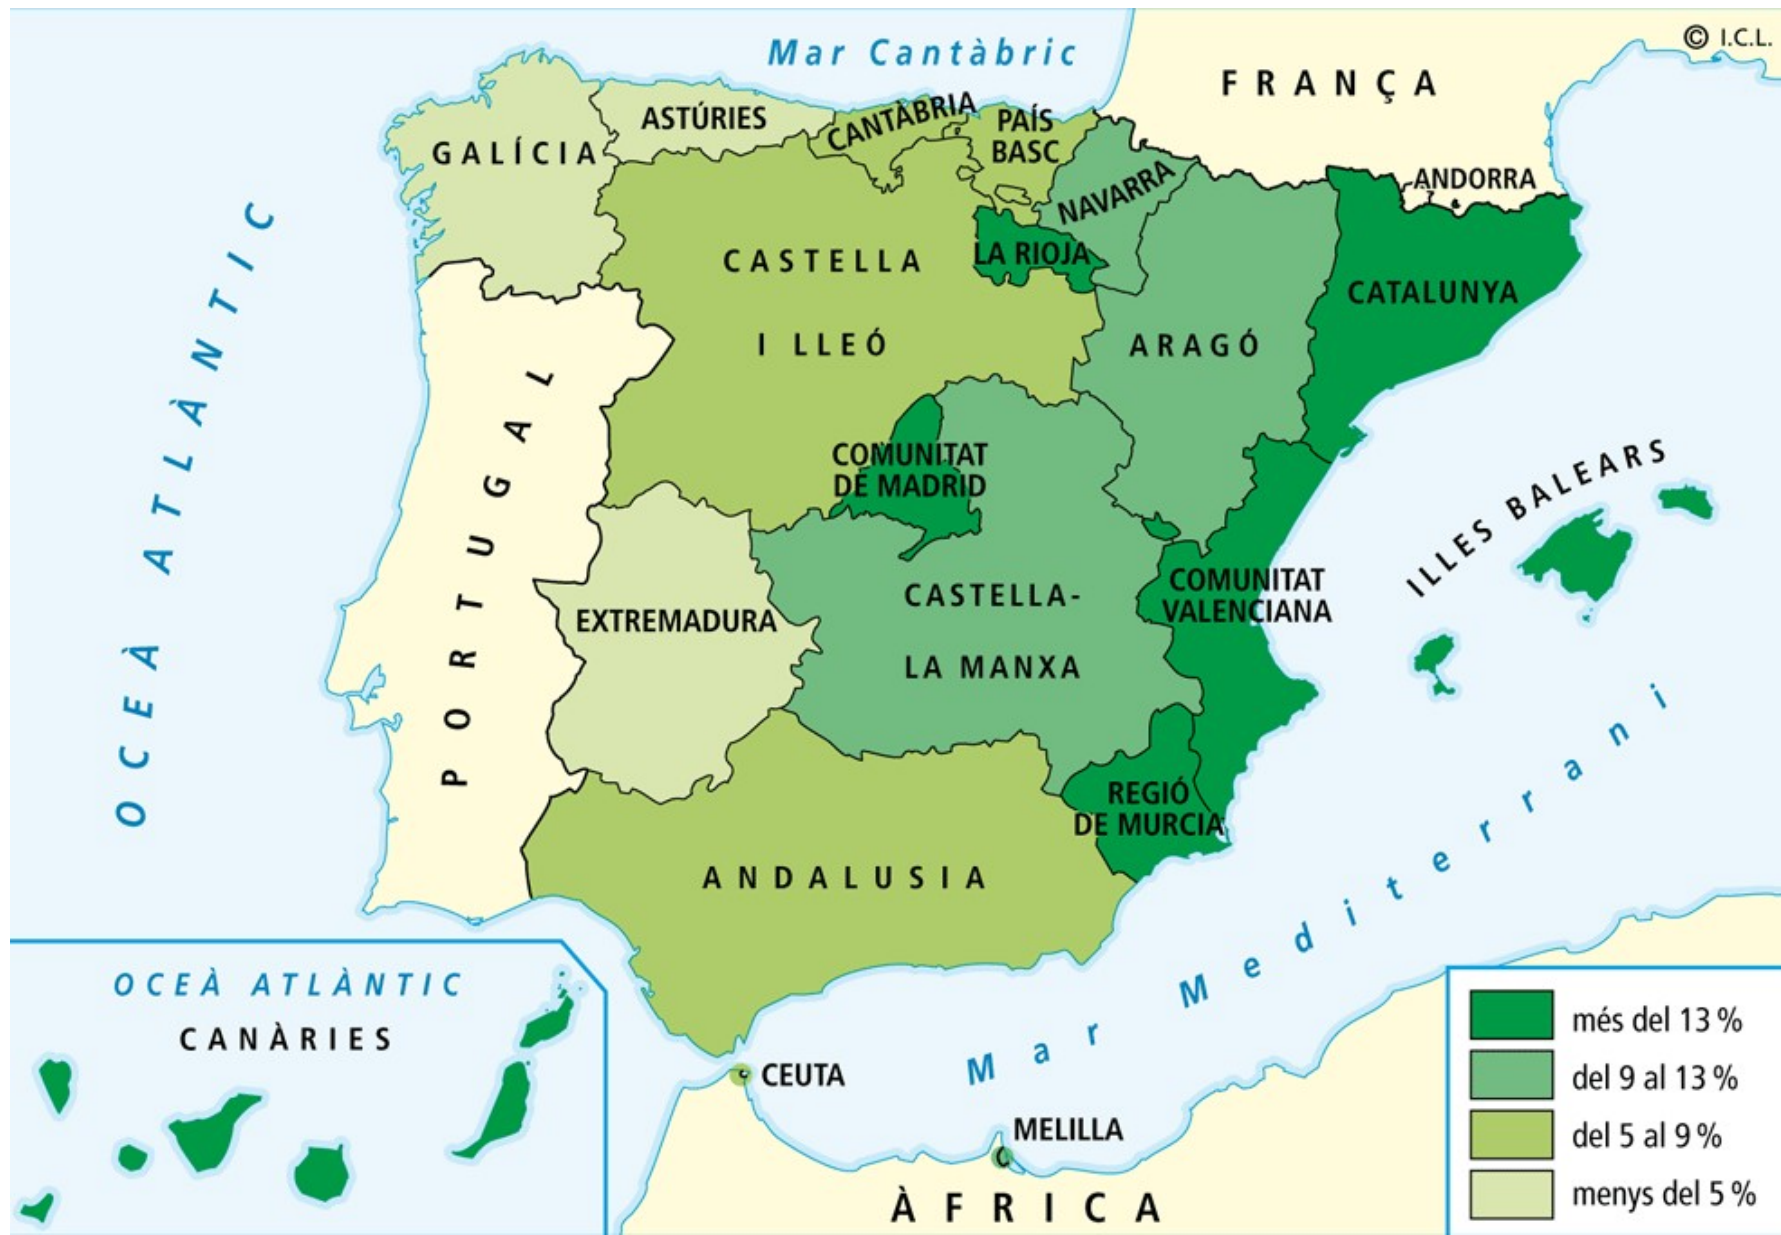 © I.C.L.
Mar Cantàbric
FRANÇA
ASTÚRIES
CANTÀBRIA
PAÍS
BASC
GALÍCIA
NAVARRA
ANDORRA
LA RIOJA
CASTELLA
I LLEÓ
CATALUNYA
ARAGÓ
OCEÀ ATLÀNTIC
PORTUGAL
COMUNITAT
DE MADRID
ILLES BALEARS
EXTREMADURA
CASTELLA-
LA MANXA
COMUNITAT
VALENCIANA
REGIÓ
DE MURCIA
ANDALUSIA
Mar Mediterrani
OCEÀ ATLÀNTIC
CANÀRIES
CEUTA
MELILLA
ÀFRICA
més del 13 %
del 9 al 13 %
del 5 al 9 %
menys del 5 %